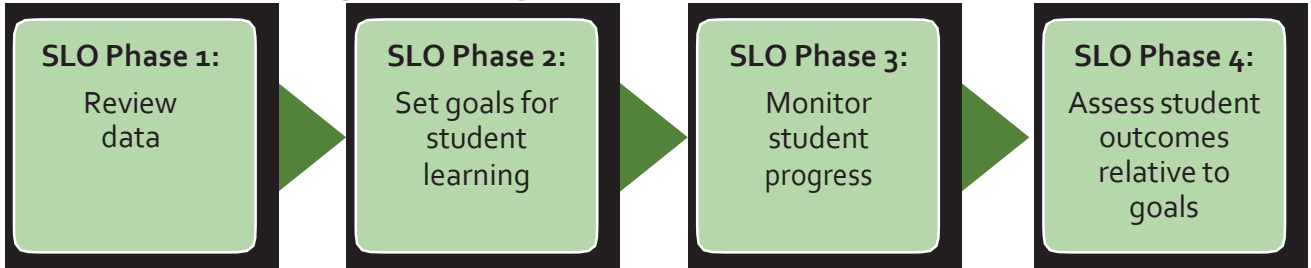 SLO Phase 1:
Review
data
SLO Phase 2:
Set goals for
student
learning
SLO Phase 3:
Monitor
student
progress
SLO Phase 4:
Assess student
outcomes
relative to
goals